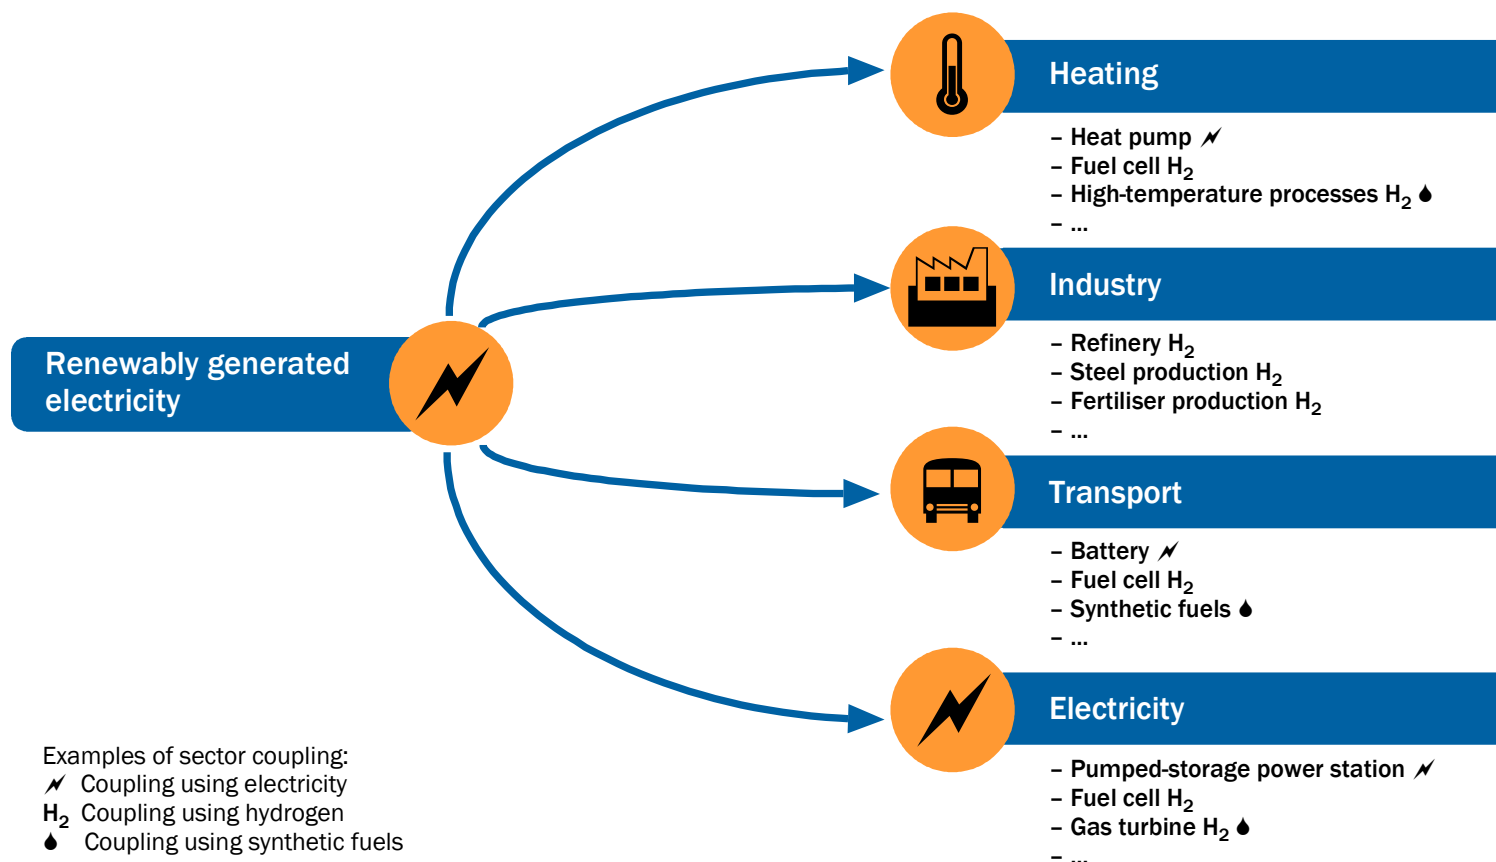 Heating
– Heat pump
– Fuel cell H₂
– High-temperature processes H₂
– ...
Industry
– Refinery H₂
– Steel production H₂
– Fertiliser production H₂
– ...
Renewably generated
electricity
Transport
– Battery
– Fuel cell H₂
– Synthetic fuels
– ...
Electricity
– Pumped-storage power station
– Fuel cell H₂
– Gas turbine H₂
– ...
Examples of sector coupling:
Coupling using electricity
H₂ Coupling using hydrogen
Coupling using synthetic fuels